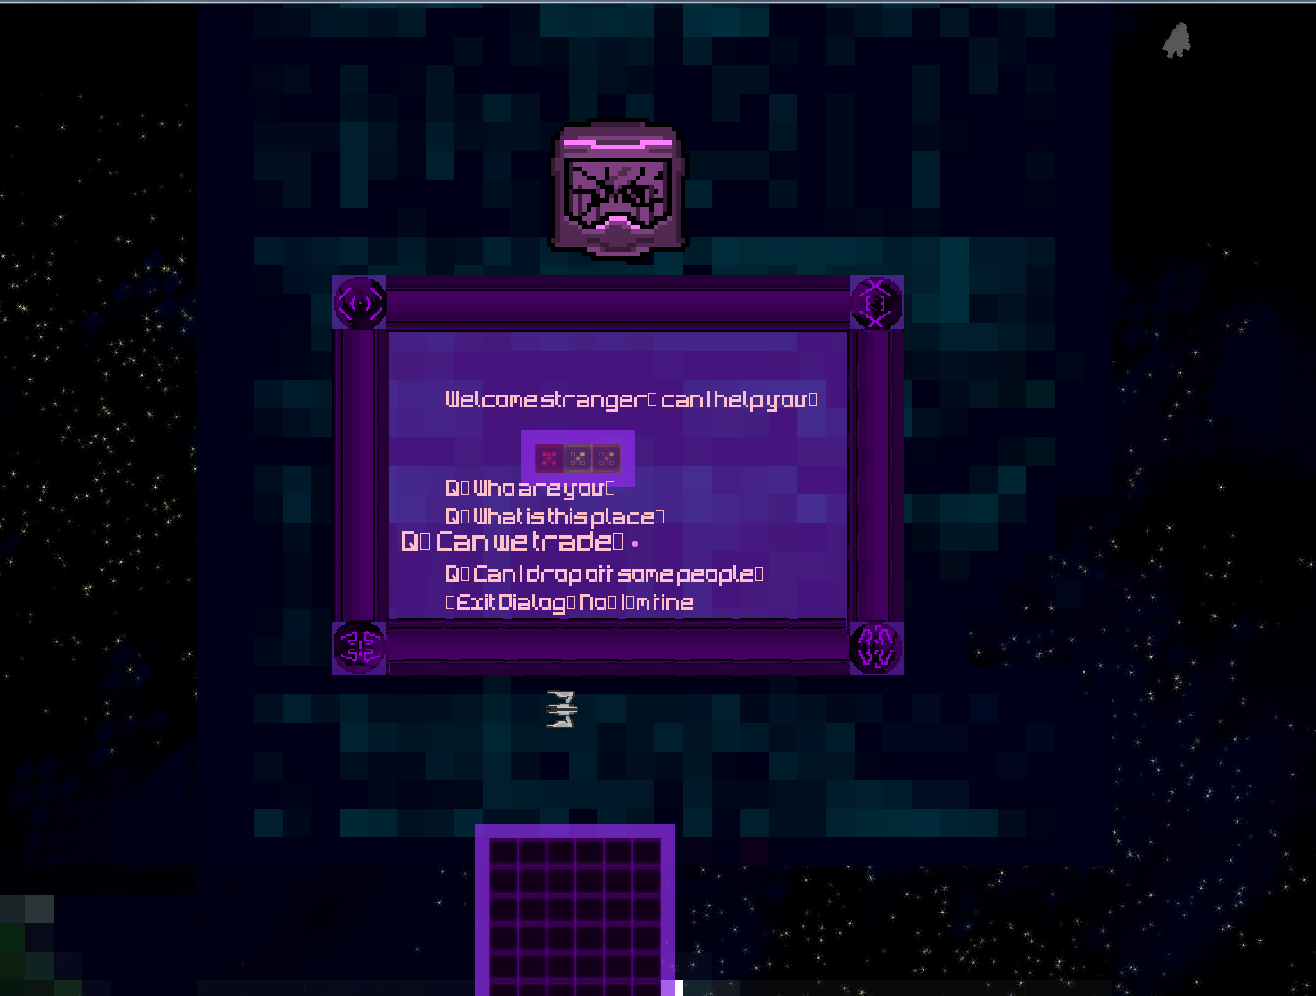 Welcome stranger▯ can I help you▯
Q▯ Who are you▯
Q▯ What is this place▯
Q▯ Can we trade▯
Q▯ Can I drop off some people▯
▯Exit Dialog▯ No▯ I▯m fine